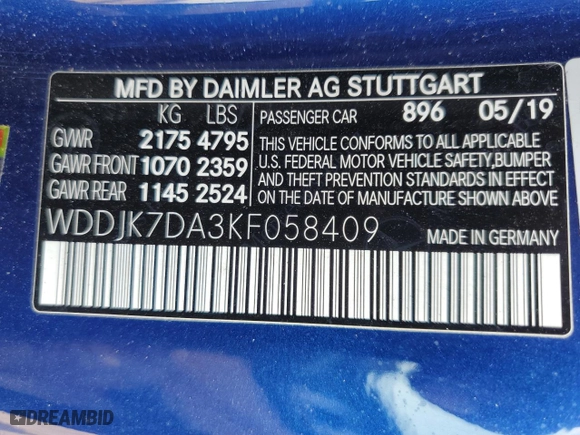 MFD BY DAIMLER AG STUTTGART
KG LBS
GVWR 2175 4795
GAWR FRONT 1070 2359
GAWR REAR 1145 2524
PASSENGER CAR 896 05/19
THIS VEHICLE CONFORMS TO ALL APPLICABLE
U.S. FEDERAL MOTOR VEHICLE SAFETY, BUMPER
AND THEFT PREVENTION STANDARDS IN EFFECT
ON THE DATE OF MANUFACTURE SHOWN ABOVE
WDDJK7DA3KF058409 MADE IN GERMANY
DREAMBID